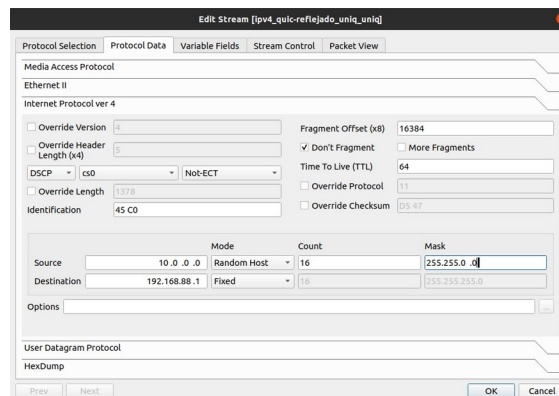 Edit Stream [ipv4_quic-reflejado_uniq_uniq]
Protocol Selection Protocol Data Variable Fields Stream Control Packet View
Media Access Protocol
Ethernet II
Internet Protocol ver 4
Override Version 4 Fragment Offset (x8) 16384
Override Header Length (x4) 5 Don't Fragment More Fragments
DSCP cs0 Not-ECT Time To Live (TTL) 64
Override Length 1378 Override Protocol 11
Identification 45 C0 Override Checksum D5 47
Mode Count Mask
Source 10.0 .0 .0 Random Host 16 255.255.0 .0
Destination 192.168.88.1 Fixed 16 255.255.255.0
Options ...
User Datagram Protocol
HexDump
Prev Next OK Cancel